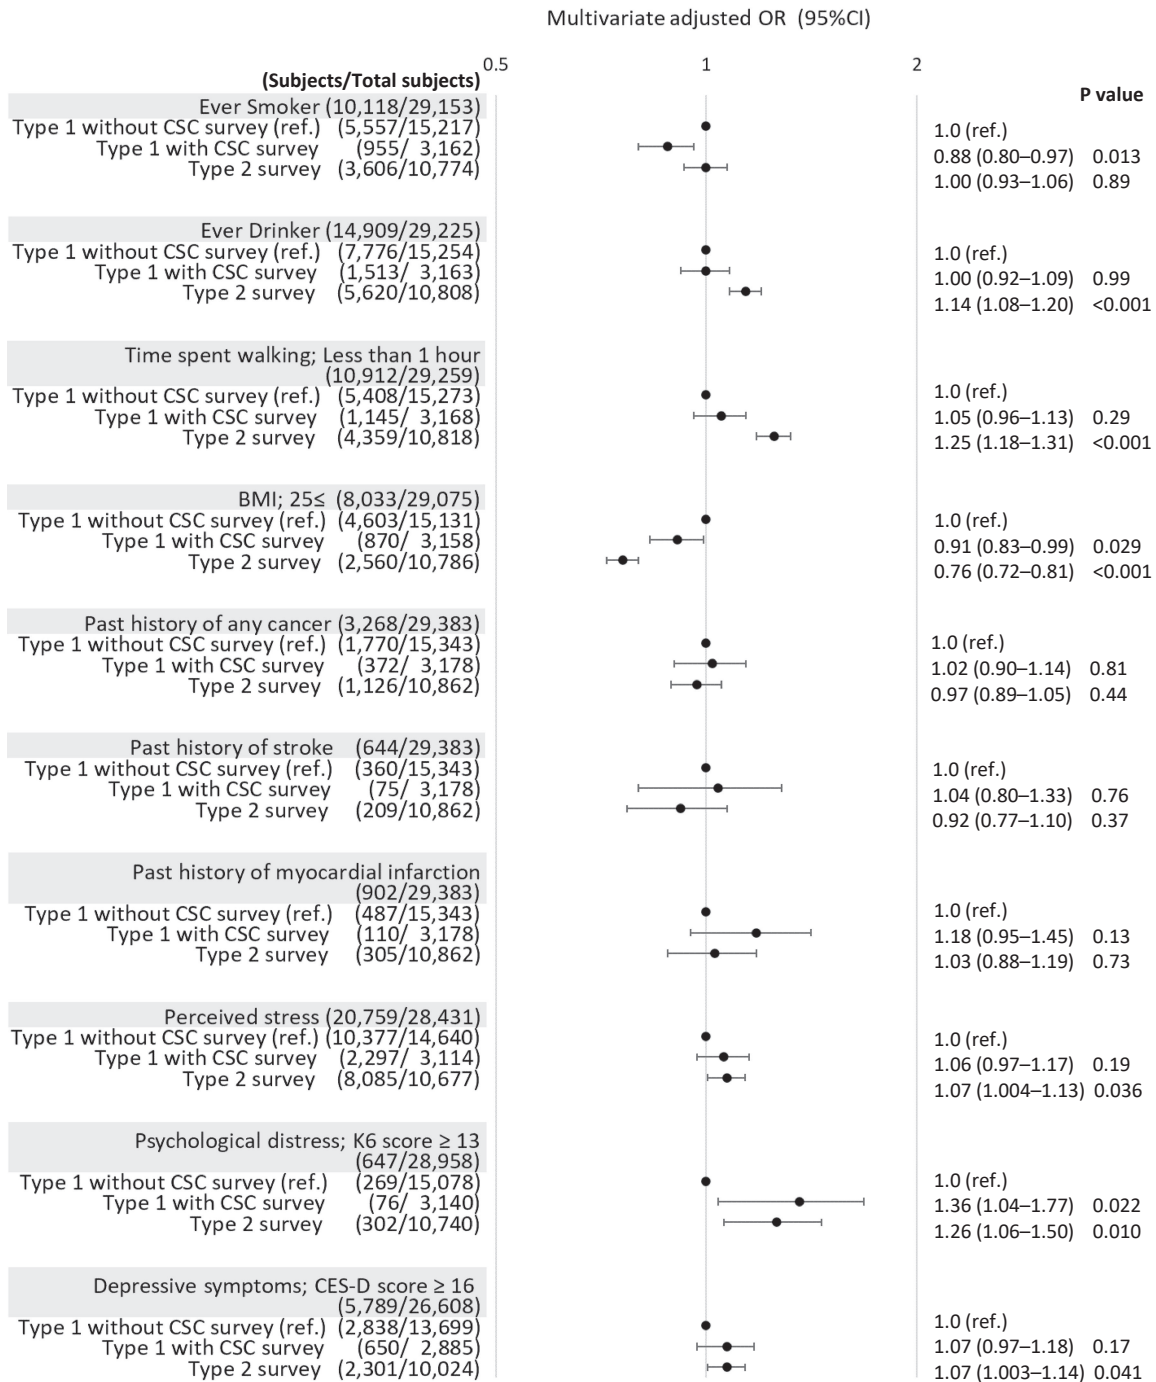 Multivariate adjusted OR (95%CI)
0.5 1 2
(Subjects/Total subjects) P value
Ever Smoker (10,118/29,153)
Type 1 without CSC survey (ref.) (5,557/15,217) 1.0 (ref.)
Type 1 with CSC survey (955/ 3,162) 0.88 (0.80–0.97) 0.013
Type 2 survey (3,606/10,774) 1.00 (0.93–1.06) 0.89
Ever Drinker (14,909/29,225)
Type 1 without CSC survey (ref.) (7,776/15,254) 1.0 (ref.)
Type 1 with CSC survey (1,513/ 3,163) 1.00 (0.92–1.09) 0.99
Type 2 survey (5,620/10,808) 1.14 (1.08–1.20) <0.001
Time spent walking; Less than 1 hour
(10,912/29,259)
Type 1 without CSC survey (ref.) (5,408/15,273) 1.0 (ref.)
Type 1 with CSC survey (1,145/ 3,168) 1.05 (0.96–1.13) 0.29
Type 2 survey (4,359/10,818) 1.25 (1.18–1.31) <0.001
BMI; 25≤ (8,033/29,075)
Type 1 without CSC survey (ref.) (4,603/15,131) 1.0 (ref.)
Type 1 with CSC survey (870/ 3,158) 0.91 (0.83–0.99) 0.029
Type 2 survey (2,560/10,786) 0.76 (0.72–0.81) <0.001
Past history of any cancer (3,268/29,383)
Type 1 without CSC survey (ref.) (1,770/15,343) 1.0 (ref.)
Type 1 with CSC survey (372/ 3,178) 1.02 (0.90–1.14) 0.81
Type 2 survey (1,126/10,862) 0.97 (0.89–1.05) 0.44
Past history of stroke (644/29,383)
Type 1 without CSC survey (ref.) (360/15,343) 1.0 (ref.)
Type 1 with CSC survey (75/ 3,178) 1.04 (0.80–1.33) 0.76
Type 2 survey (209/10,862) 0.92 (0.77–1.10) 0.37
Past history of myocardial infarction
(902/29,383)
Type 1 without CSC survey (ref.) (487/15,343) 1.0 (ref.)
Type 1 with CSC survey (110/ 3,178) 1.18 (0.95–1.45) 0.13
Type 2 survey (305/10,862) 1.03 (0.88–1.19) 0.73
Perceived stress (20,759/28,431)
Type 1 without CSC survey (ref.) (10,377/14,640) 1.0 (ref.)
Type 1 with CSC survey (2,297/ 3,114) 1.06 (0.97–1.17) 0.19
Type 2 survey (8,085/10,677) 1.07 (1.004–1.13) 0.036
Psychological distress; K6 score ≥ 13
(647/28,958)
Type 1 without CSC survey (ref.) (269/15,078) 1.0 (ref.)
Type 1 with CSC survey (76/ 3,140) 1.36 (1.04–1.77) 0.022
Type 2 survey (302/10,740) 1.26 (1.06–1.50) 0.010
Depressive symptoms; CES-D score ≥ 16
(5,789/26,608)
Type 1 without CSC survey (ref.) (2,838/13,699) 1.0 (ref.)
Type 1 with CSC survey (650/ 2,885) 1.07 (0.97–1.18) 0.17
Type 2 survey (2,301/10,024) 1.07 (1.003–1.14) 0.041